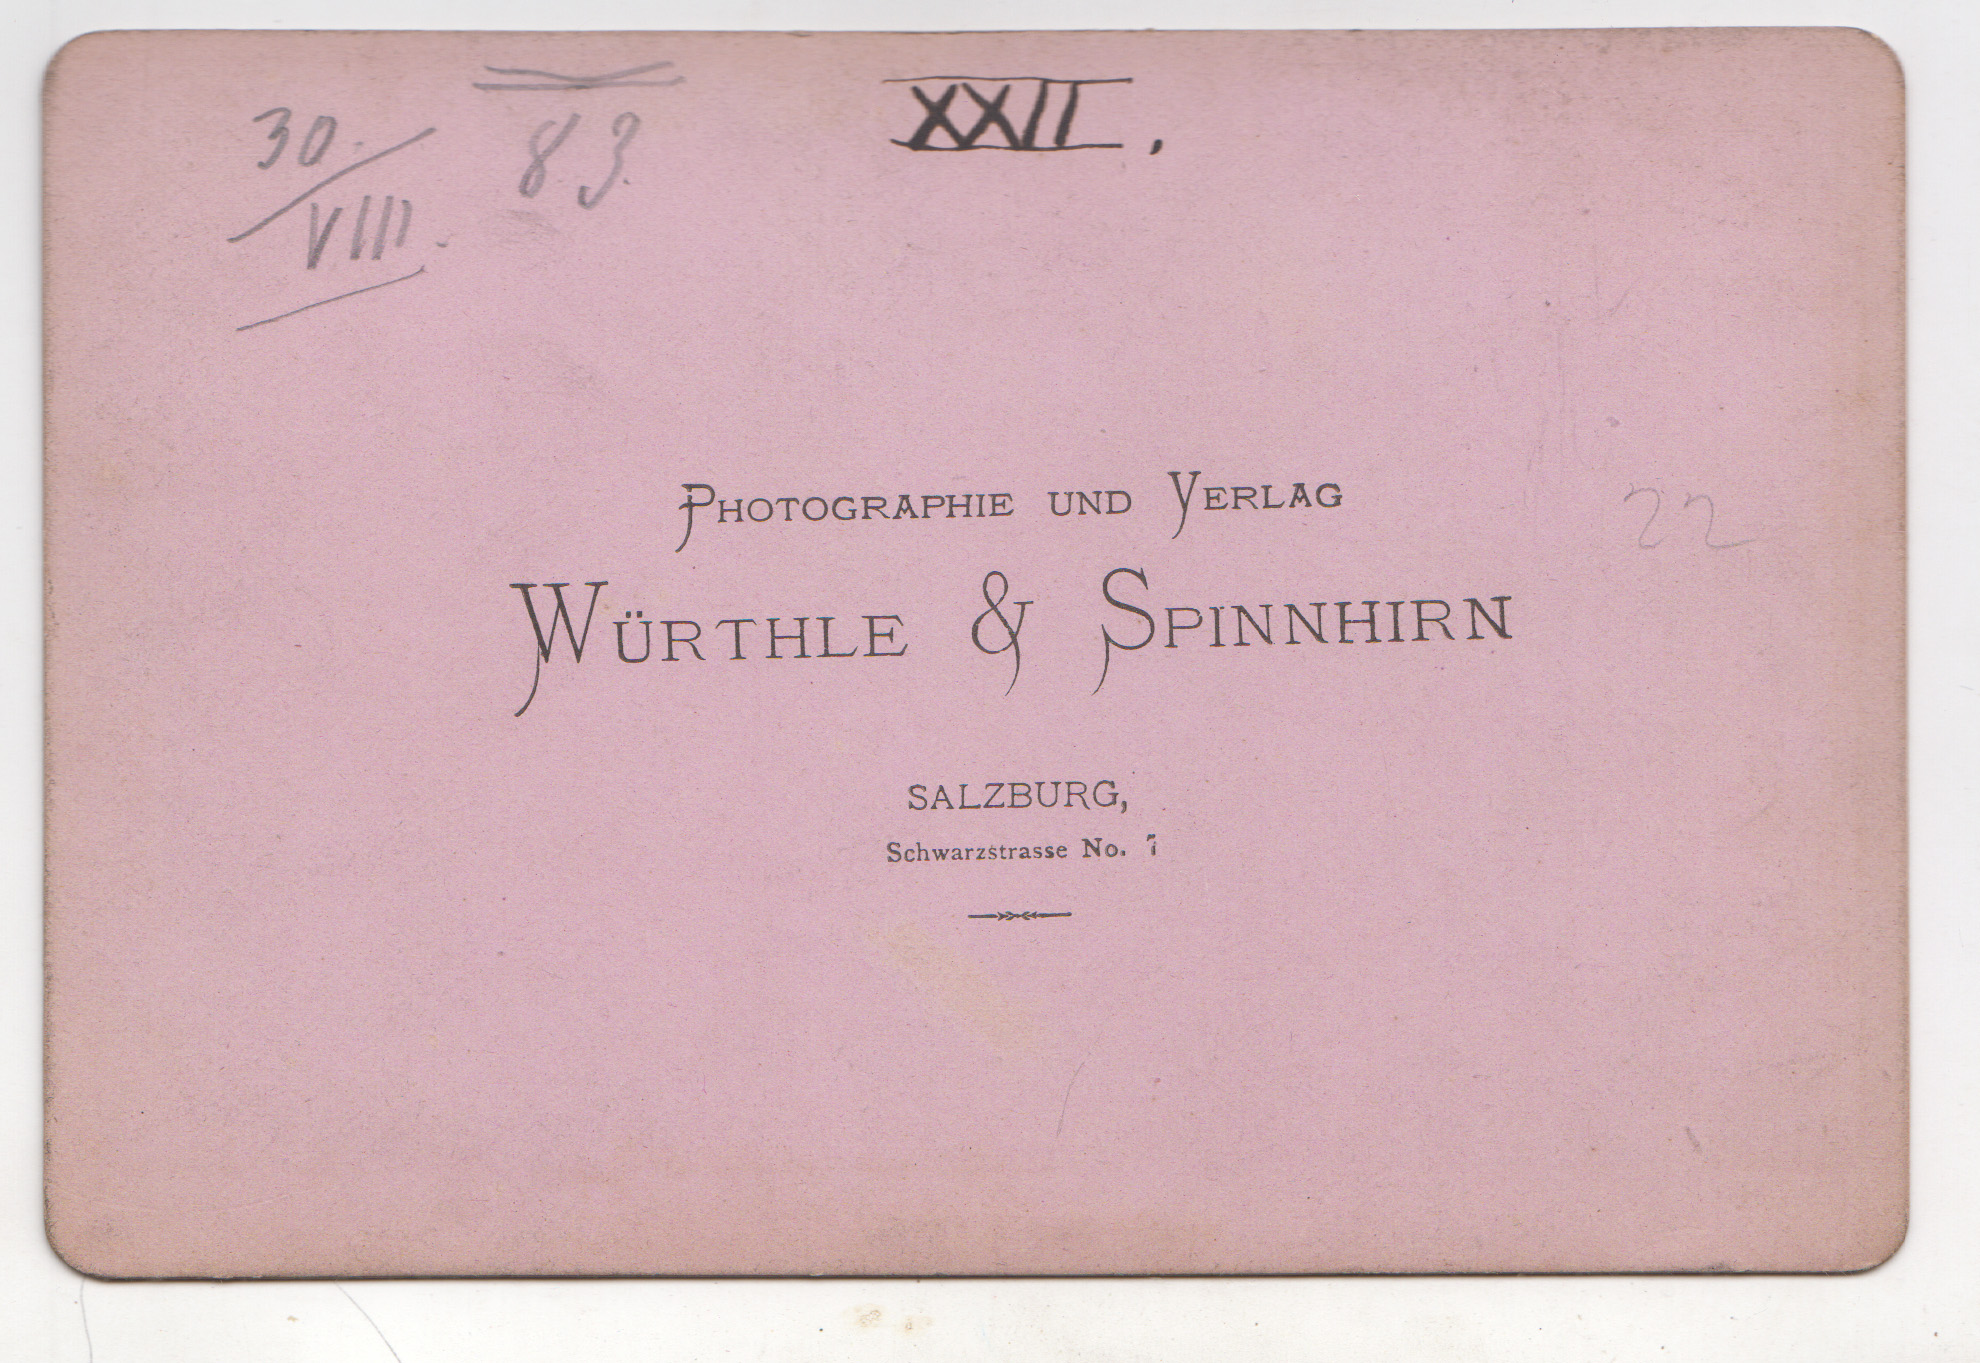 30.
VIII.
83.
XXII.
PHOTOGRAPHIE UND VERLAG
22
WÜRTHLE & SPINNHIRN
SALZBURG,
Schwarzstrasse No. 7